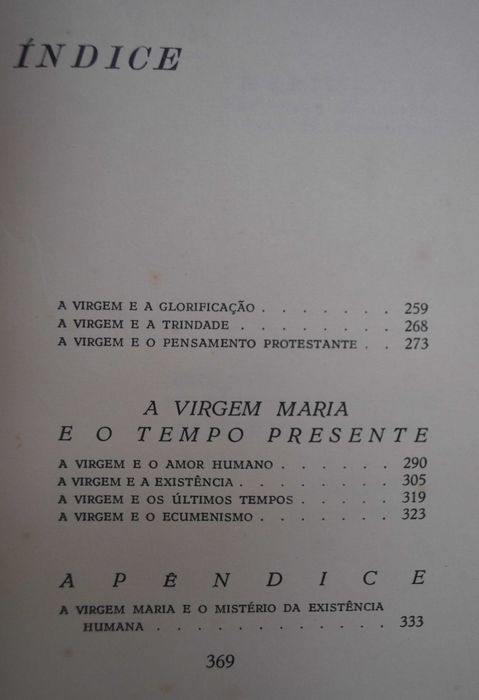 ÍNDICE
A VIRGEM E A GLORIFICAÇÃO . . . . . . . 259
A VIRGEM E A TRINDADE . . . . . . . . 268
A VIRGEM E O PENSAMENTO PROTESTANTE . . 273
A VIRGEM MARIA
E O TEMPO PRESENTE
A VIRGEM E O AMOR HUMANO . . . . . . 290
A VIRGEM E A EXISTÊNCIA . . . . . . . . 305
A VIRGEM E OS ÚLTIMOS TEMPOS . . . . . 319
A VIRGEM E O ECUMENISMO . . . . . . . 323
APÊNDICE
A VIRGEM MARIA E O MISTÉRIO DA EXISTÊNCIA
HUMANA . . . . . . . . . . . . . 333
369